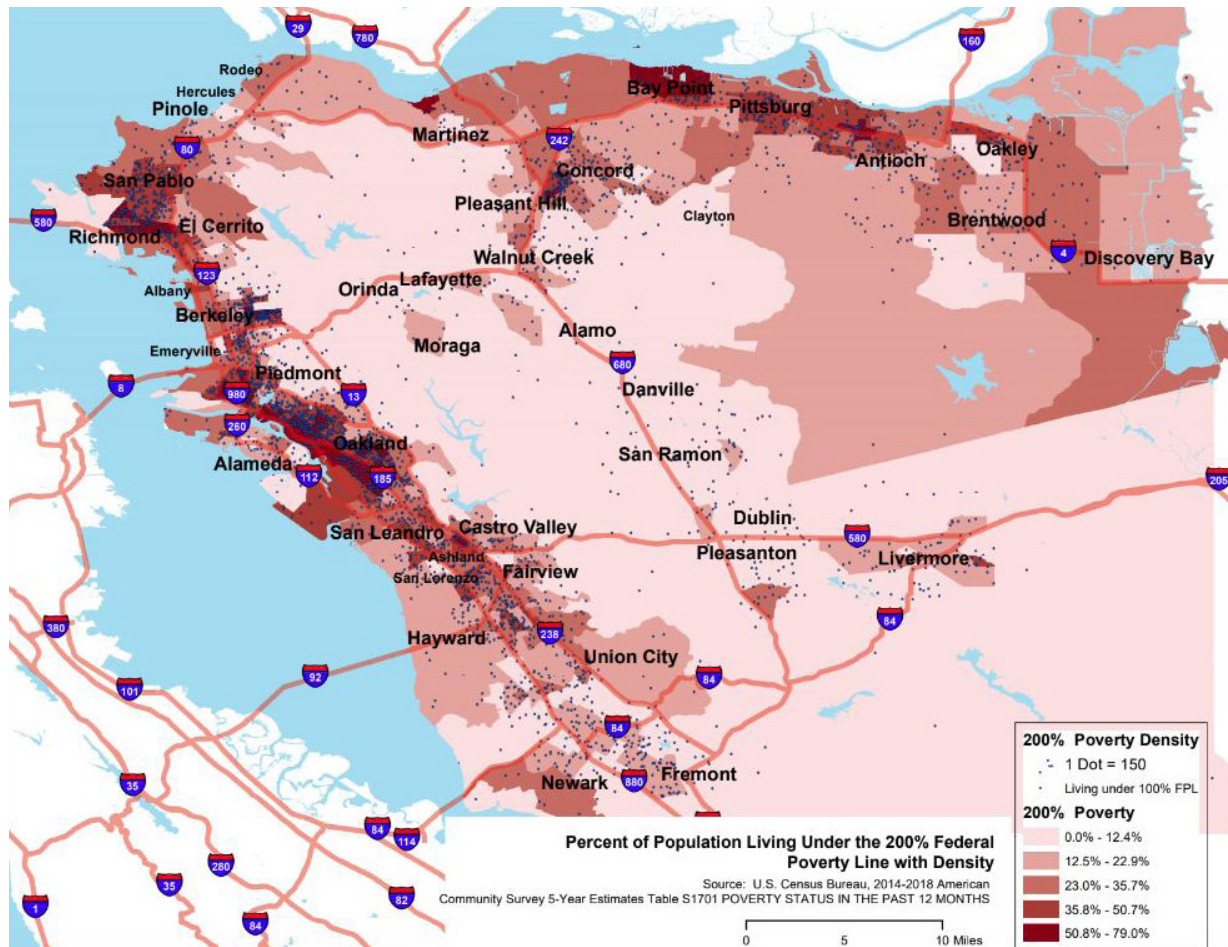 29
780
160
Rodeo
Hercules
Pinole
Bay Point
Pittsburg
Martinez
80
242
Antioch
Oakley
Concord
San Pablo
Pleasant Hill
Clayton
Brentwood
580
El Cerrito
Richmond
4
Walnut Creek
Discovery Bay
123
Lafayette
Orinda
Albany
Berkeley
Alamo
Emeryville
Moraga
680
Piedmont
8
980
13
Danville
260
Oakland
San Ramon
Alameda
112
185
205
Dublin
San Leandro
Castro Valley
580
Pleasanton
Ashland
Livermore
San Lorenzo
Fairview
84
380
Hayward
238
Union City
92
84
101
84
200% Poverty Density
1 Dot = 150
Living under 100% FPL
Newark
880
Fremont
35
200% Poverty
84
114
Percent of Population Living Under the 200% Federal
Poverty Line with Density
0.0% - 12.4%
12.5% - 22.9%
280
35
Source: U.S. Census Bureau, 2014-2018 American
Community Survey 5-Year Estimates Table S1701 POVERTY STATUS IN THE PAST 12 MONTHS
23.0% - 35.7%
82
1
84
35.8% - 50.7%
50.8% - 79.0%
0 5 10 Miles